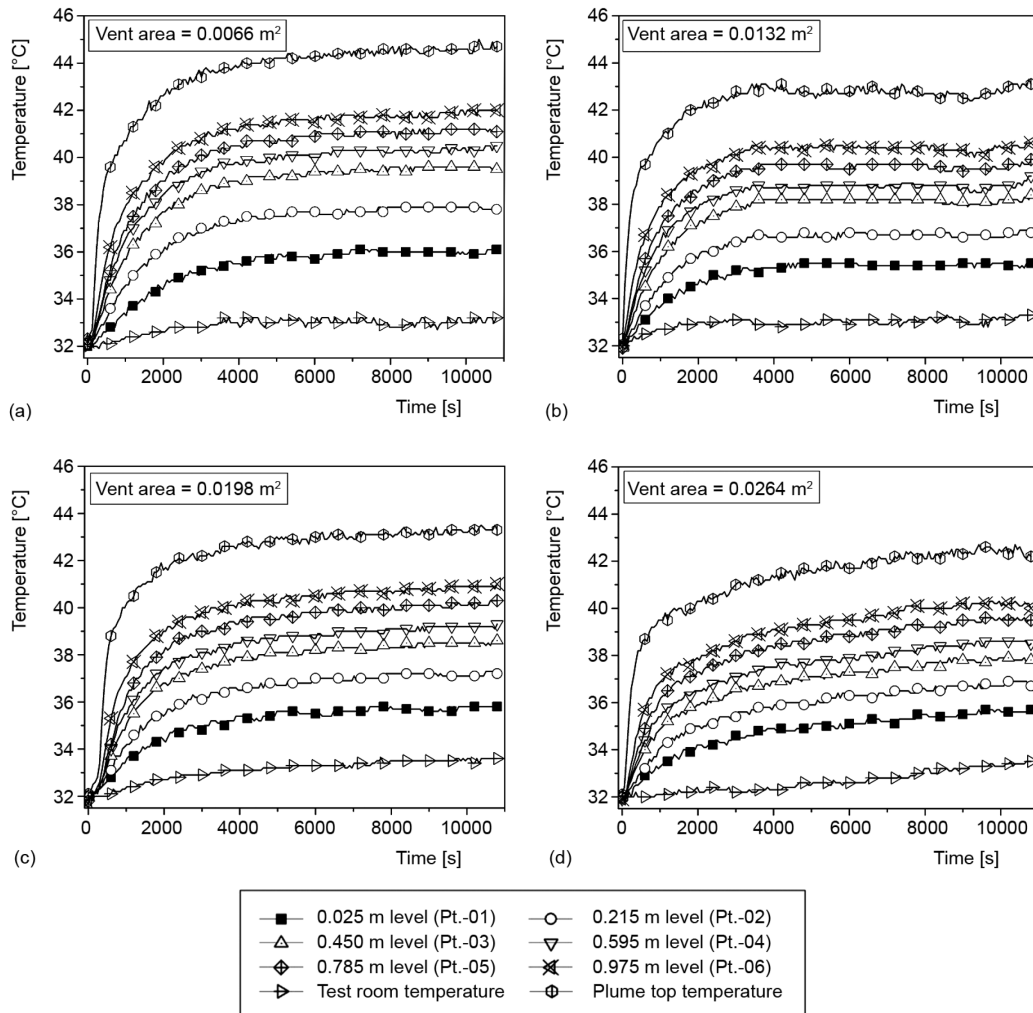 46
44
42
40
38
36
34
32
Temperature [°C]
Vent area = 0.0066 m²
0 2000 4000 6000 8000 10000
Time [s]
(a)
46
44
42
40
38
36
34
32
Temperature [°C]
Vent area = 0.0132 m²
0 2000 4000 6000 8000 10000
Time [s]
(b)
46
44
42
40
38
36
34
32
Temperature [°C]
Vent area = 0.0198 m²
0 2000 4000 6000 8000 10000
Time [s]
(c)
46
44
42
40
38
36
34
32
Temperature [°C]
Vent area = 0.0264 m²
0 2000 4000 6000 8000 10000
Time [s]
(d)
0.025 m level (Pt.-01) 0.215 m level (Pt.-02)
0.450 m level (Pt.-03) 0.595 m level (Pt.-04)
0.785 m level (Pt.-05) 0.975 m level (Pt.-06)
Test room temperature Plume top temperature